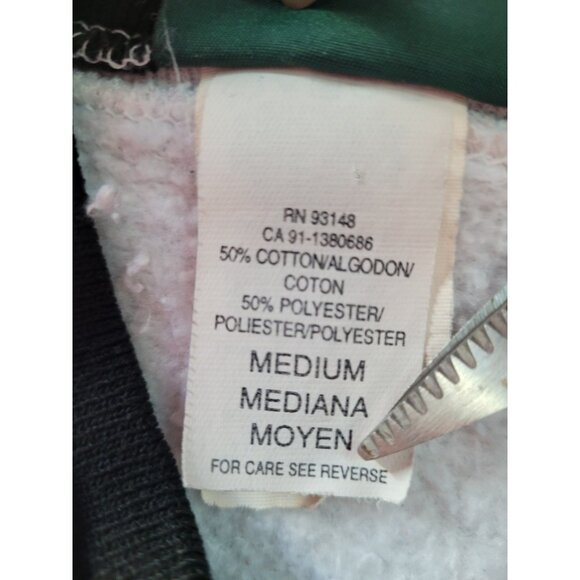 RN 93148
CA 91-1380686
50% COTTON/ALGODON/
COTON
50% POLYESTER/
POLIESTER/POLYESTER
MEDIUM
MEDIANA
MOYEN
FOR CARE SEE REVERSE